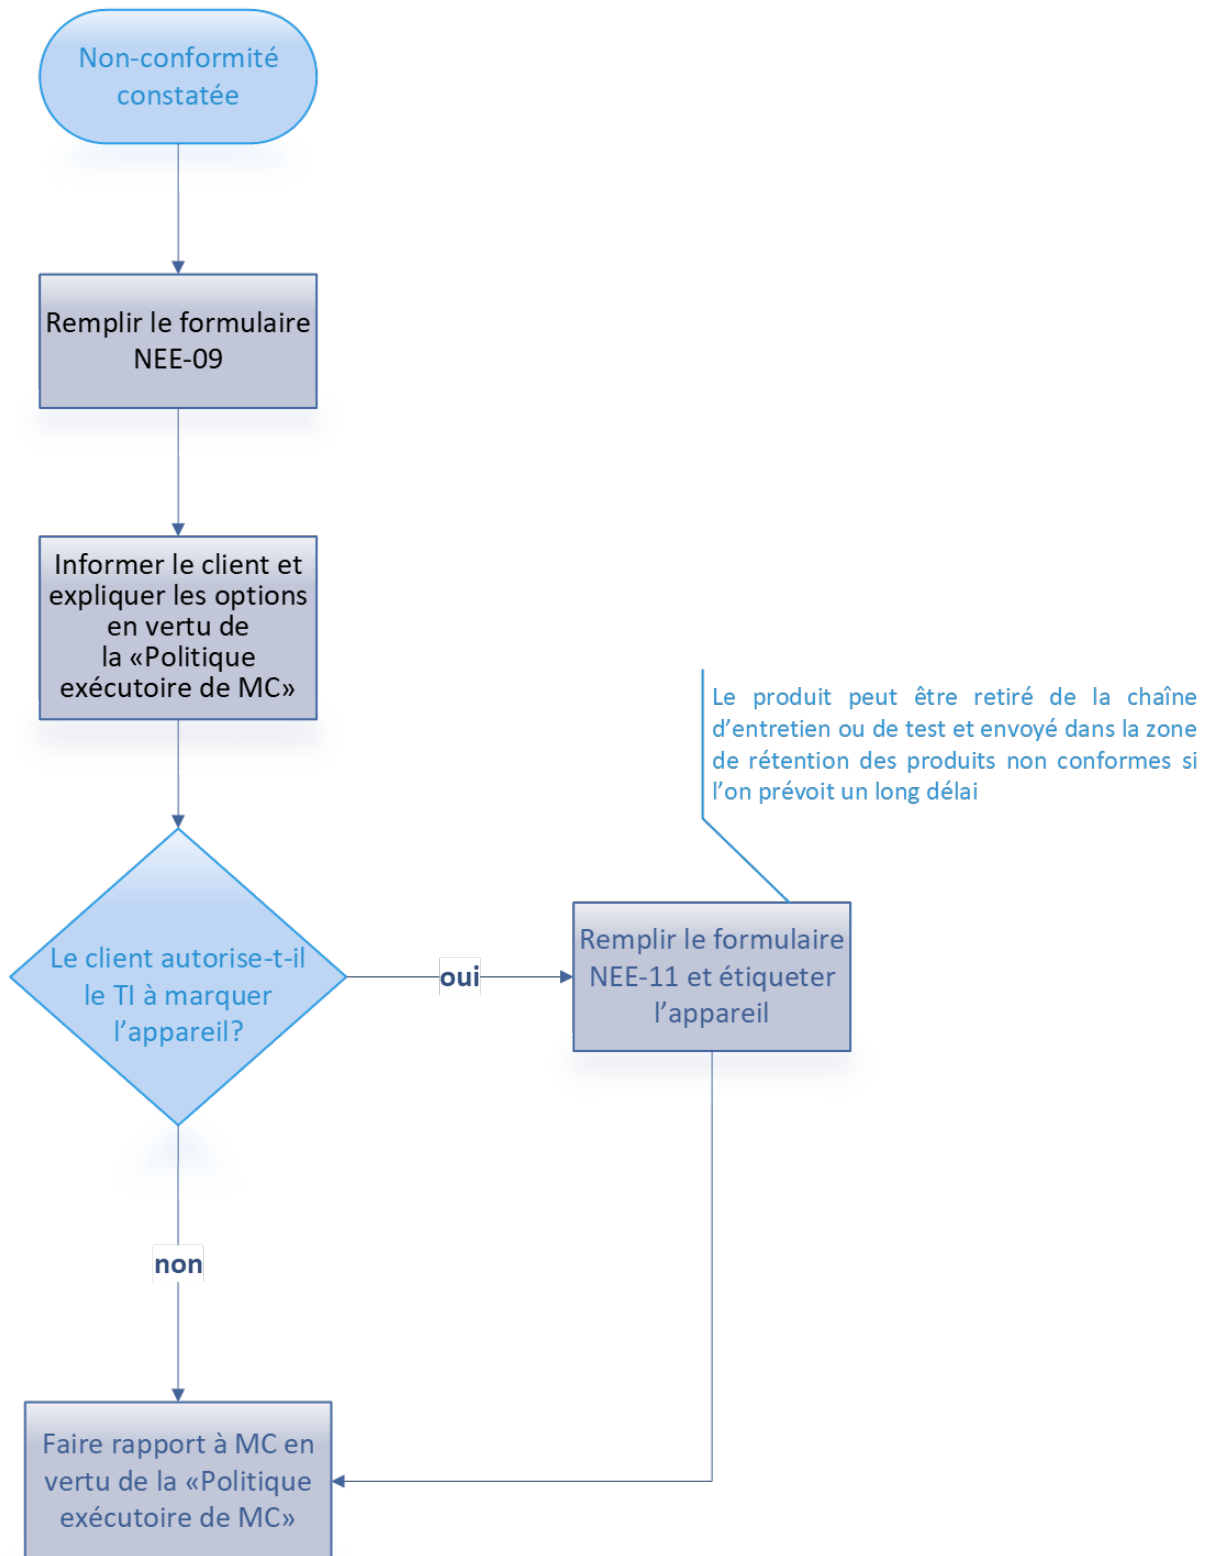 Non-conformité
constatée
Remplir le formulaire
NEE-09
Informer le client et
expliquer les options
en vertu de
la «Politique
exécutoire de MC»
Le produit peut être retiré de la chaîne
d’entretien ou de test et envoyé dans la zone
de rétention des produits non conformes si
l’on prévoit un long délai
Le client autorise-t-il
le TI à marquer
l’appareil?
oui
Remplir le formulaire
NEE-11 et étiqueter
l’appareil
non
Faire rapport à MC en
vertu de la «Politique
exécutoire de MC»